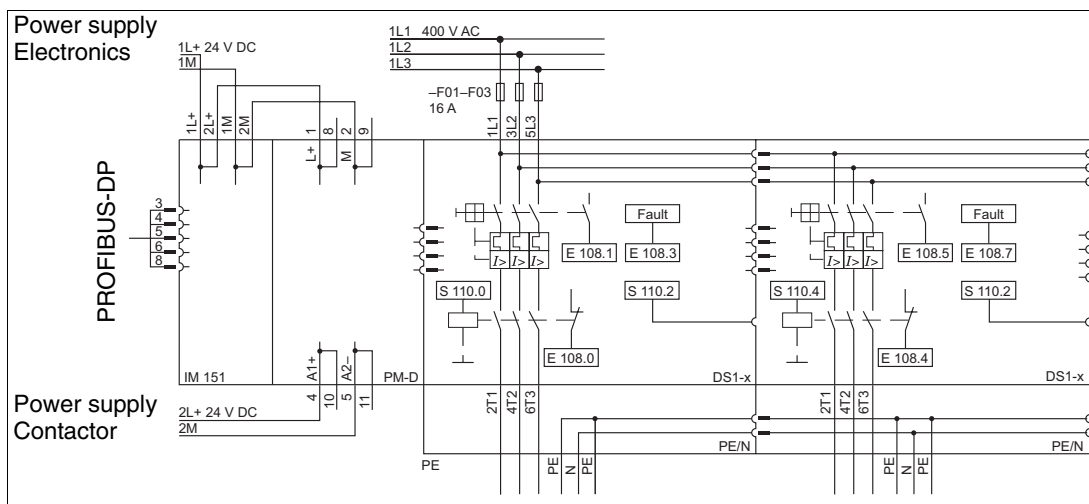 Power supply
Electronics
1L+ 24 V DC
1M
1L1 400 V AC
1L2
1L3
–F01–F03
16 A
1L+
2L+
1M
2M
1
8
2
9
L+
M
1L1
3L2
5L3
PROFIBUS-DP
3
4
5
6
8
I>
I>
I>
E 108.1
Fault
E 108.3
I>
I>
I>
E 108.5
Fault
E 108.7
S 110.0
S 110.2
S 110.4
S 110.2
E 108.0
E 108.4
IM 151
A1+
A2–
PM-D
DS1-x
DS1-x
4
10
5
11
Power supply
Contactor
2L+ 24 V DC
2M
2T1
4T2
6T3
2T1
4T2
6T3
PE
PE
N
PE
PE/N
PE
N
PE
PE/N